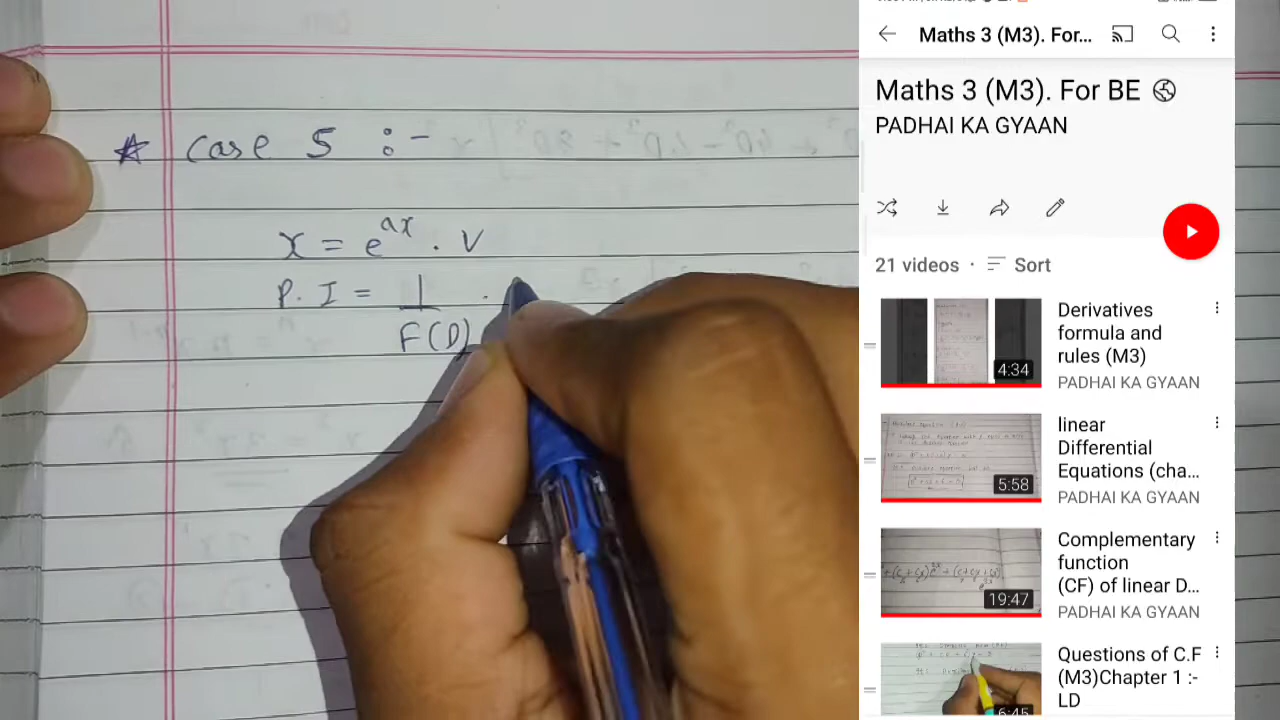 * Case 5 :-
x = e^ax . V
P. I = 1/F(D) .
Maths 3 (M3). For...
Maths 3 (M3). For BE
PADHAI KA GYAAN
21 videos · Sort
Derivatives
formula and
rules (M3)
4:34
PADHAI KA GYAAN
linear
Differential
Equations (cha...
5:58
PADHAI KA GYAAN
Complementary
function
(CF) of linear D...
19:47
PADHAI KA GYAAN
Questions of C.F
(M3)Chapter 1 :-
LD
6:45